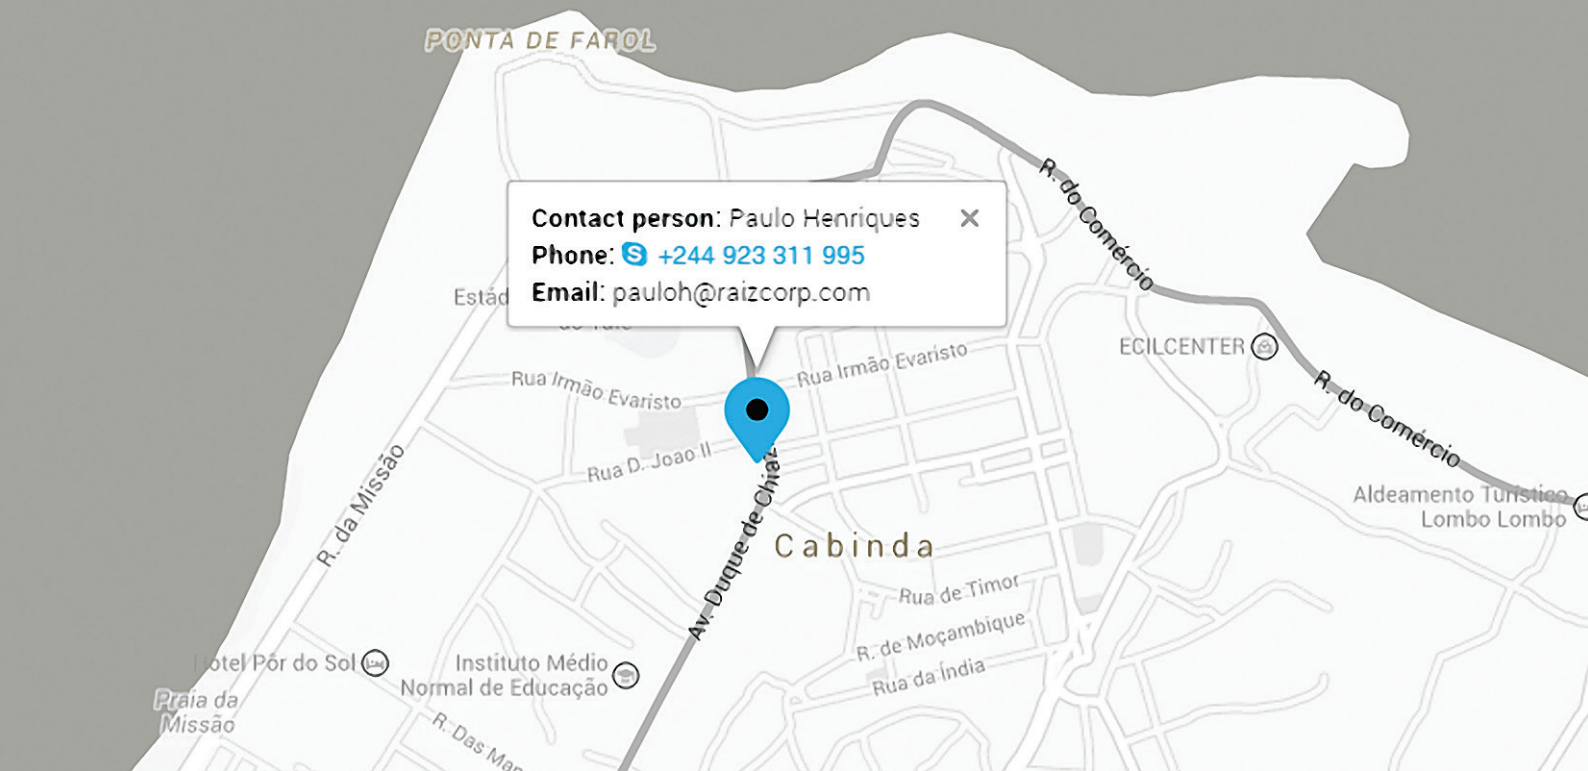 PONTA DE FAROL
R. do Comércio
Contact person: Paulo Henriques
Phone: +244 923 311 995
Email: pauloh@raizcorp.com
Rua Irmão Evaristo
ECILCENTER
Rua Irmão Evaristo
R. do Comércio
Rua D. Joao II
R. da Missão
Av. Duque de Chiaz
Aldeamento Turístico
Lombo Lombo
Cabinda
Rua de Timor
R. de Moçambique
Rua da Índia
Hotel Pôr do Sol
Instituto Médio
Normal de Educação
Praia da
Missão
R. Das